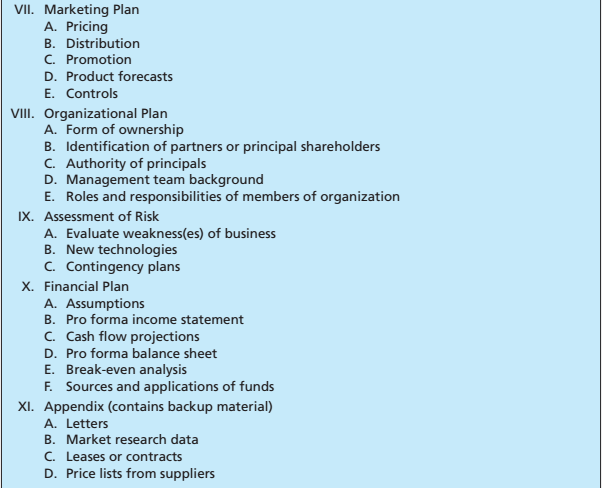 VII. Marketing Plan
A. Pricing
B. Distribution
C. Promotion
D. Product forecasts
E. Controls
VIII. Organizational Plan
A. Form of ownership
B. Identification of partners or principal shareholders
C. Authority of principals
D. Management team background
E. Roles and responsibilities of members of organization
IX. Assessment of Risk
A. Evaluate weakness(es) of business
B. New technologies
C. Contingency plans
X. Financial Plan
A. Assumptions
B. Pro forma income statement
C. Cash flow projections
D. Pro forma balance sheet
E. Break-even analysis
F. Sources and applications of funds
XI. Appendix (contains backup material)
A. Letters
B. Market research data
C. Leases or contracts
D. Price lists from suppliers